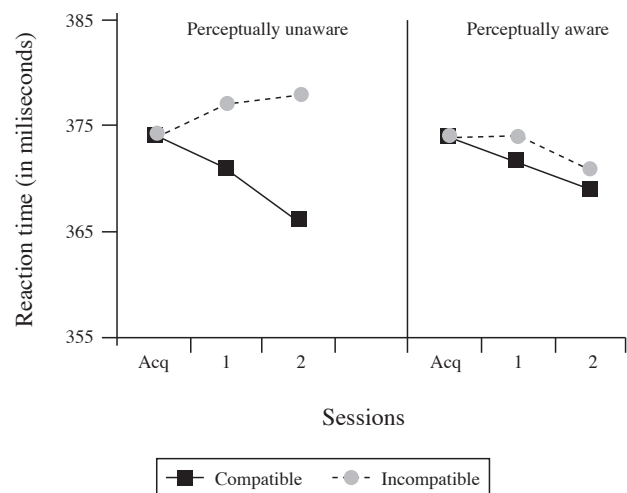 Reaction time (in miliseconds)
385
375
365
355
Perceptually unaware
Perceptually aware
Acq 1 2 Acq 1 2
Sessions
Compatible Incompatible